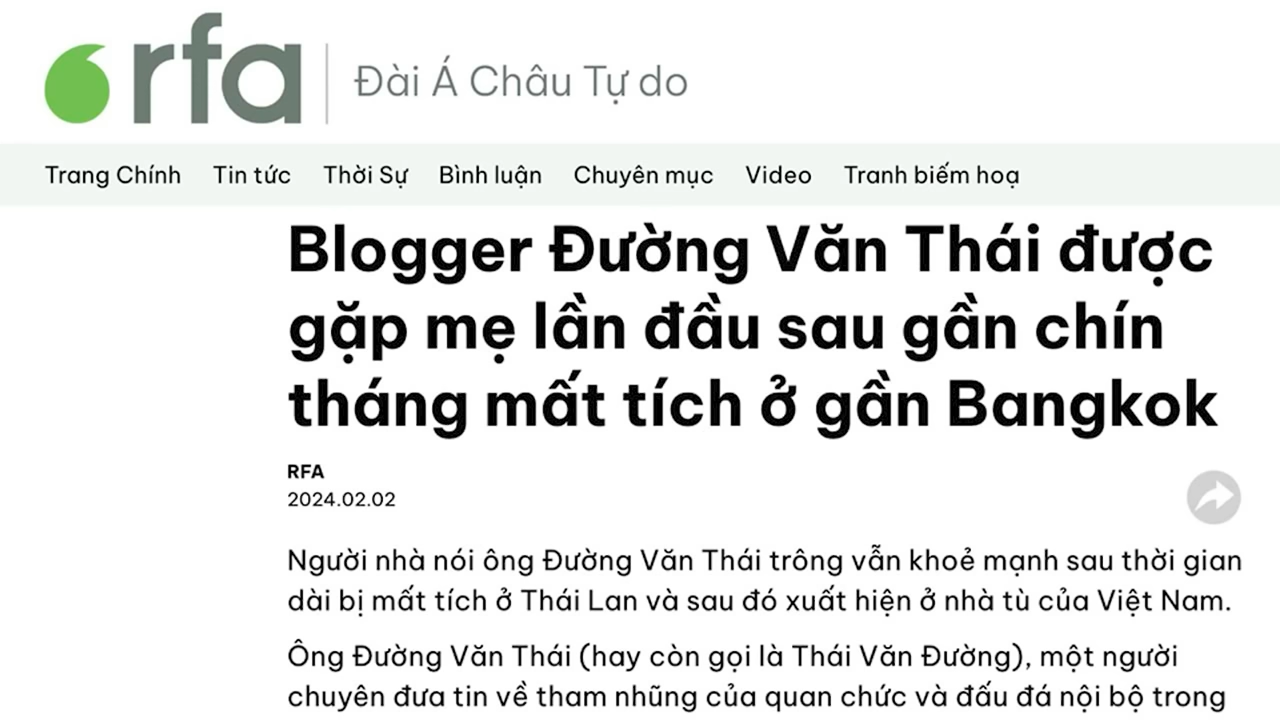 rfa Đài Á Châu Tự do
Trang Chính Tin tức Thời Sự Bình luận Chuyên mục Video Tranh biếm hoạ
Blogger Đường Văn Thái được
gặp mẹ lần đầu sau gần chín
tháng mất tích ở gần Bangkok
RFA
2024.02.02
Người nhà nói ông Đường Văn Thái trông vẫn khoẻ mạnh sau thời gian
dài bị mất tích ở Thái Lan và sau đó xuất hiện ở nhà tù của Việt Nam.
Ông Đường Văn Thái (hay còn gọi là Thái Văn Đường), một người
chuyên đưa tin về tham nhũng của quan chức và đấu đá nội bộ trong